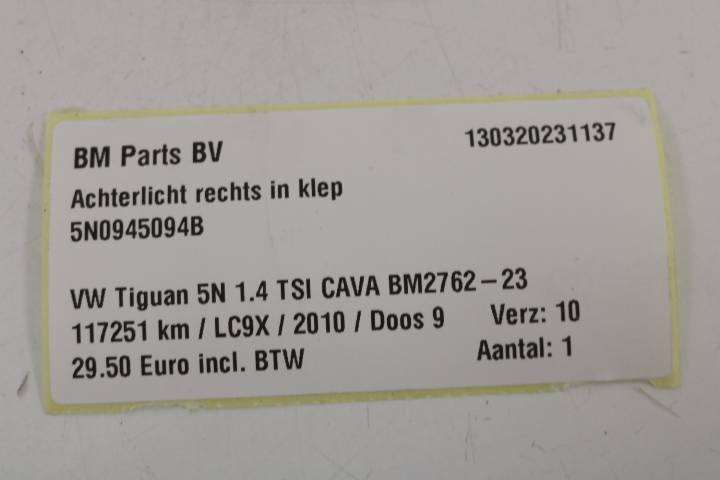 BM Parts BV 130320231137
Achterlicht rechts in klep
5N0945094B
VW Tiguan 5N 1.4 TSI CAVA BM2762-23
117251 km / LC9X / 2010 / Doos 9 Verz: 10
29.50 Euro incl. BTW Aantal: 1